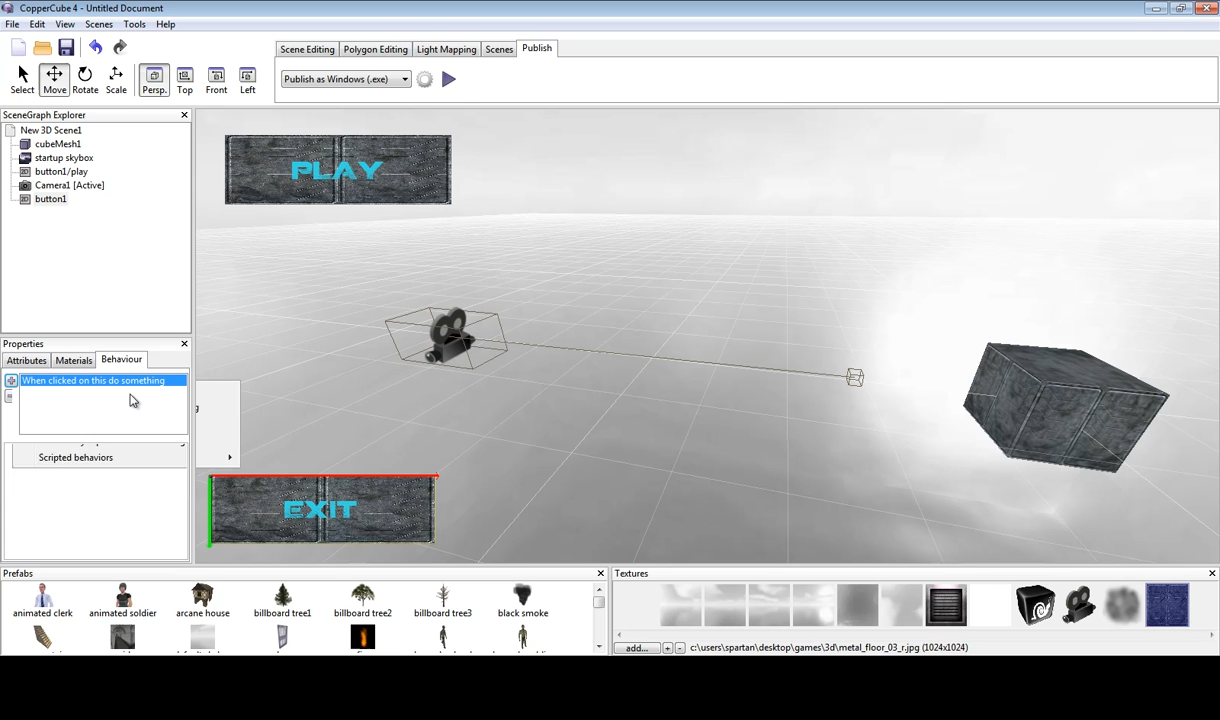 CopperCube 4 - Untitled Document
File Edit View Scenes Tools Help
Scene Editing Polygon Editing Light Mapping Scenes Publish
Publish as Windows (.exe)
Select Move Rotate Scale Persp. Top Front Left
SceneGraph Explorer
New 3D Scene1
cubeMesh1
startup skybox
button1/play
Camera1 [Active]
button1
PLAY
Properties
Attributes Materials Behaviour
When clicked on this do something
Scripted behaviors
EXIT
Prefabs
animated clerk animated soldier arcane house billboard tree1 billboard tree2 billboard tree3 black smoke
Textures
add... + - c:\users\spartan\desktop\games\3d\metal_floor_03_r.jpg (1024x1024)